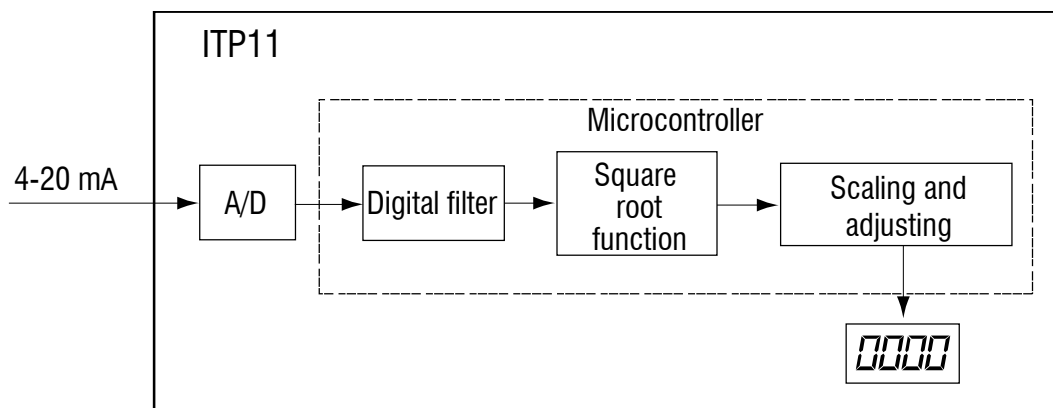 ITP11
Microcontroller
4-20 mA
A/D
Digital filter
Square
root
function
Scaling and
adjusting
0000